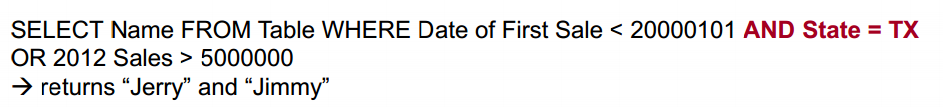 SELECT Name FROM Table WHERE Date of First Sale < 20000101 AND State = TX
OR 2012 Sales > 5000000
→ returns “Jerry” and “Jimmy”